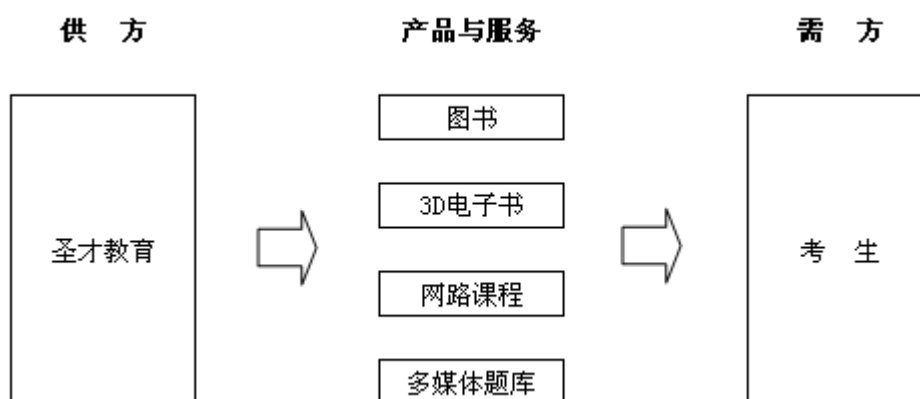 供 方
产品与服务
需 方
圣才教育
图书
3D电子书
网路课程
多媒体题库
考 生